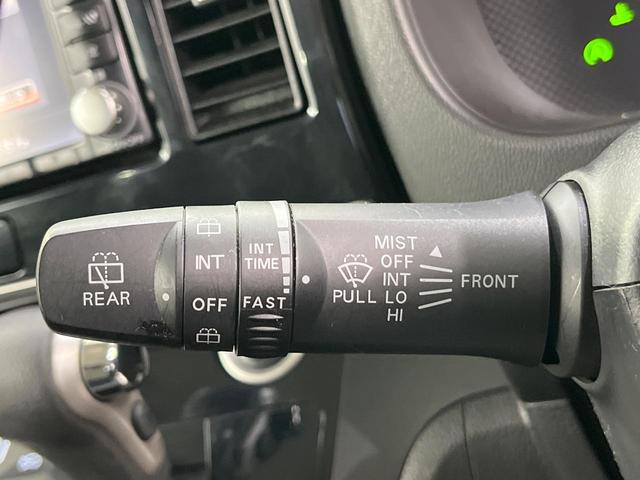 REAR
INT
OFF
INT
TIME
FAST
PULL
MIST
OFF
INT
LO
HI
FRONT